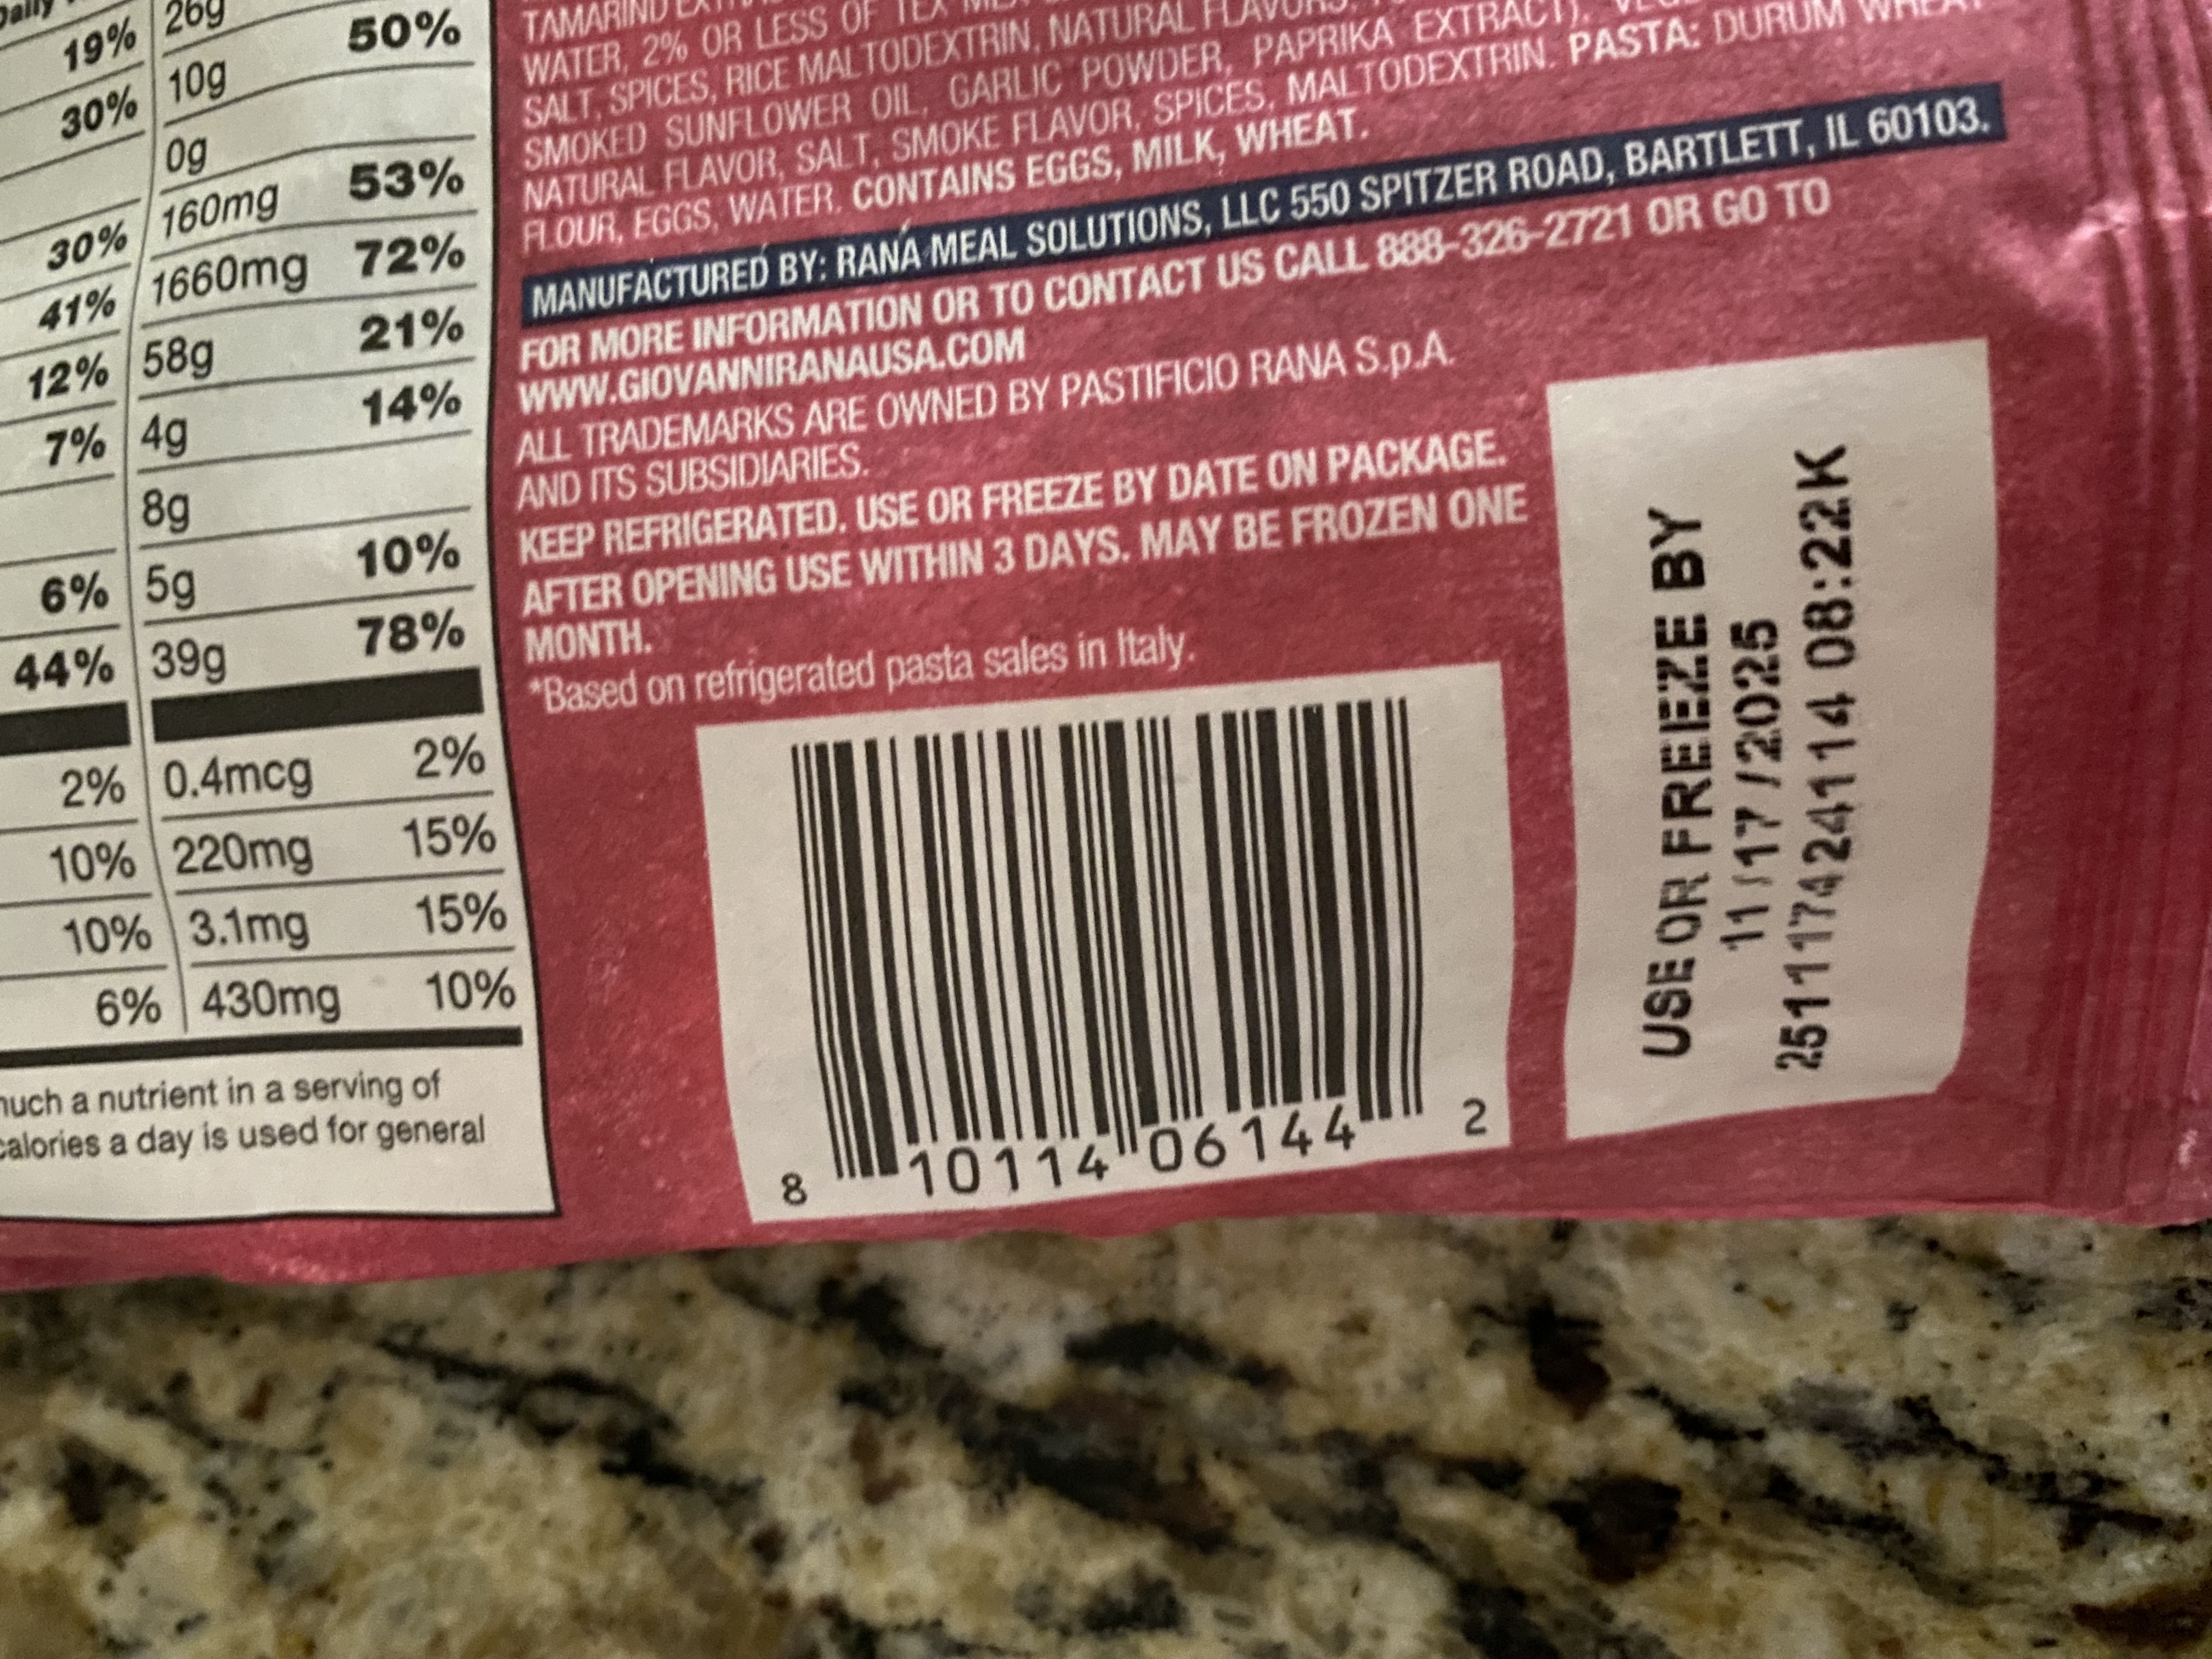 19% 26g 50%
30% 10g
0g
30% 160mg 53%
41% 1660mg 72%
12% 58g 21%
7% 4g 14%
8g
6% 5g 10%
44% 39g 78%
2% 0.4mcg 2%
10% 220mg 15%
10% 3.1mg 15%
6% 430mg 10%
a nutrient in a serving of
calories a day is used for general
TAMARIND
WATER, 2% OR LESS OF TEX
SALT, SPICES, RICE MALTODEXTRIN, NATURAL
SMOKED SUNFLOWER OIL, GARLIC POWDER, PAPRIKA EXTRACT).
NATURAL FLAVOR, SALT, SMOKE FLAVOR, SPICES, MALTODEXTRIN. PASTA: DURUM
FLOUR, EGGS, WATER. CONTAINS EGGS, MILK, WHEAT.
MANUFACTURED BY: RANA MEAL SOLUTIONS, LLC 550 SPITZER ROAD, BARTLETT, IL 60103.
FOR MORE INFORMATION OR TO CONTACT US CALL 888-326-2721 OR GO TO
WWW.GIOVANNIRANAUSA.COM
ALL TRADEMARKS ARE OWNED BY PASTIFICIO RANA S.p.A.
AND ITS SUBSIDIARIES.
KEEP REFRIGERATED. USE OR FREEZE BY DATE ON PACKAGE.
AFTER OPENING USE WITHIN 3 DAYS. MAY BE FROZEN ONE
MONTH.
*Based on refrigerated pasta sales in Italy.
8 10114 06144 2
USE OR FREEZE BY
11/17/2025
251117424114 08:22K